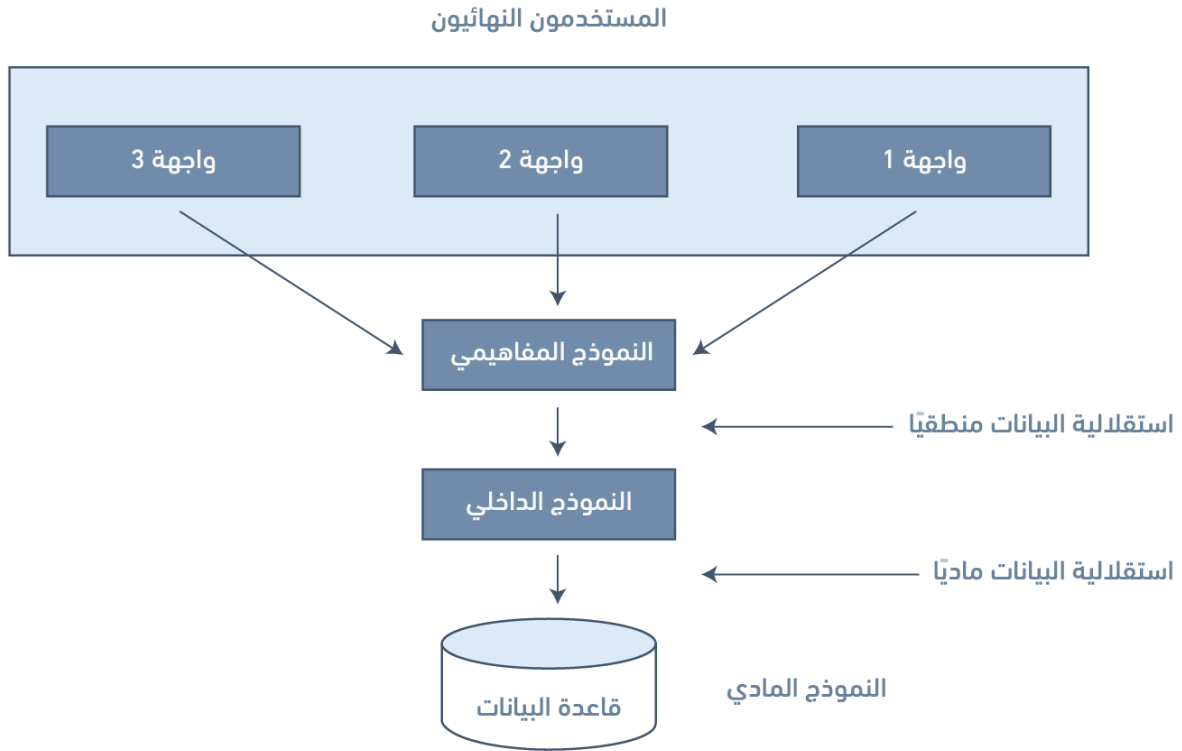 المستخدمون النهائيون
واجهة 1
واجهة 2
واجهة 3
النموذج المفاهيمي
استقلالية البيانات منطقيًا
النموذج الداخلي
استقلالية البيانات ماديًا
النموذج المادي
قاعدة البيانات